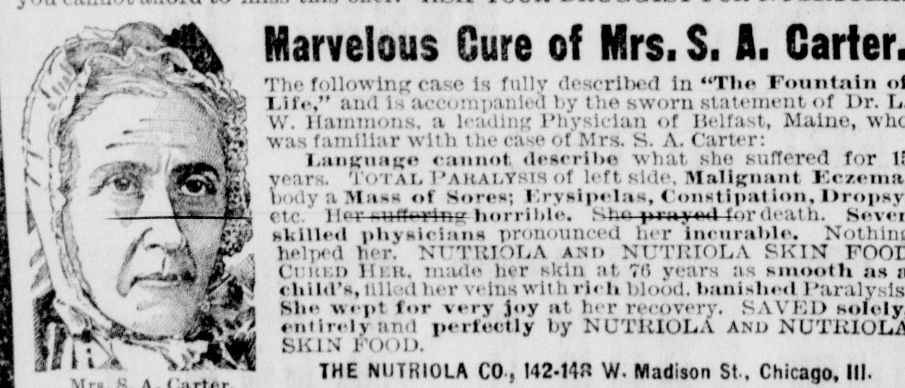 Marvelous Cure of Mrs. S. A. Carter.
The following case is fully described in "The Fountain of
Life," and is accompanied by the sworn statement of Dr. L.
W. Hammons, a leading Physician of Belfast, Maine, who
was familiar with the case of Mrs. S. A. Carter:
Language cannot describe what she suffered for
years. TOTAL PARALYSIS of left side, Malignant Eczema
body a Mass of Sores; Erysipelas, Constipation, Dropsy
etc. Her suffering horrible. She prayed for death. Seven
skilled physicians pronounced her incurable. Nothing
helped her. NUTRIOLA AND NUTRIOLA SKIN FOOD
CURED HER, made her skin at 76 years as smooth as a
child's, filled her veins with rich blood, banished Paralysis
She wept for very joy at her recovery. SAVED solely,
entirely and perfectly by NUTRIOLA AND NUTRIOLA
SKIN FOOD.
THE NUTRIOLA CO., 142-148 W. Madison St., Chicago, Ill.
Mrs. S. A. Carter.